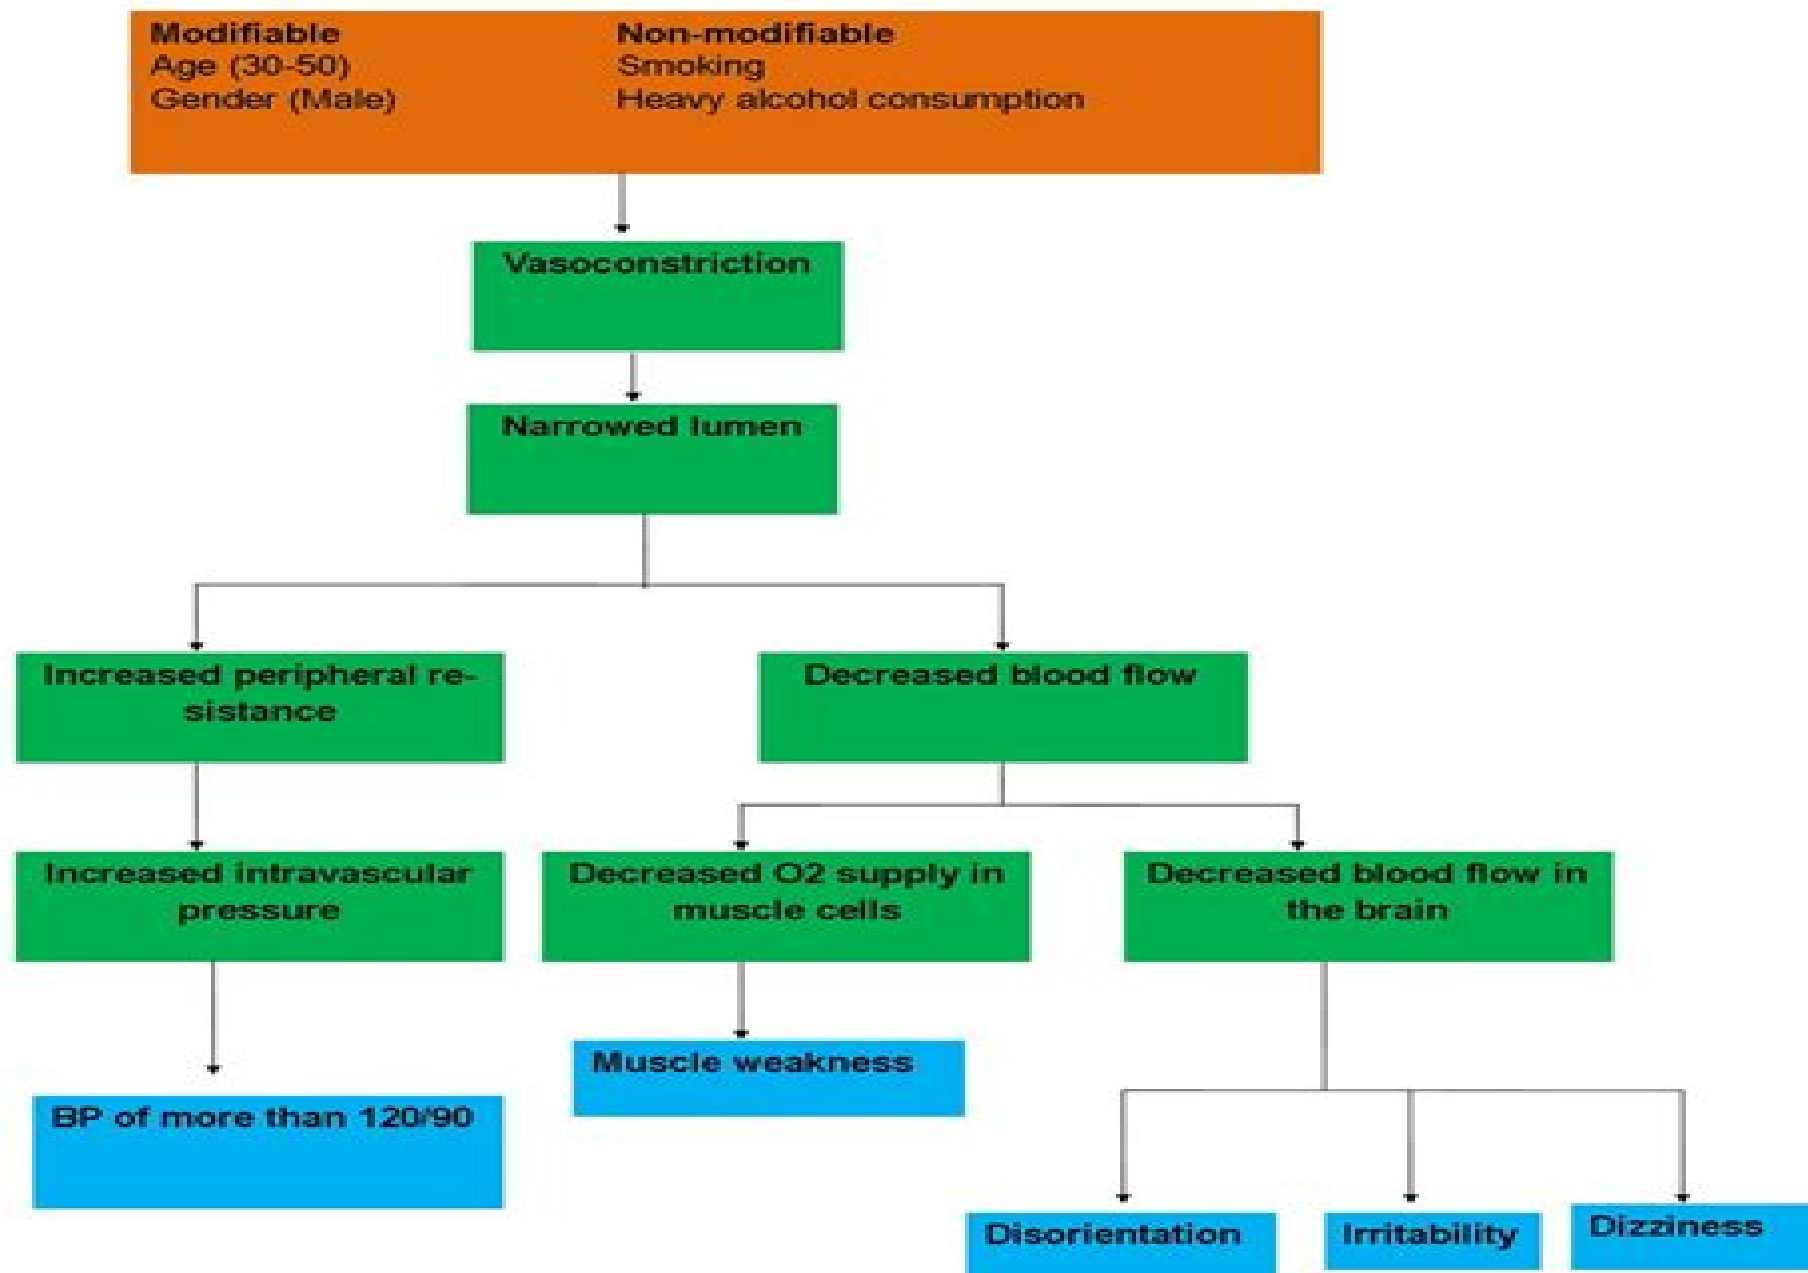 Modifiable Non-modifiable
Age (30-50) Smoking
Gender (Male) Heavy alcohol consumption
Vasoconstriction
Narrowed lumen
Increased peripheral re-
sistance
Decreased blood flow
Increased intravascular
pressure
Decreased O2 supply in
muscle cells
Decreased blood flow in
the brain
Muscle weakness
BP of more than 120/90
Disorientation
Irritability
Dizziness